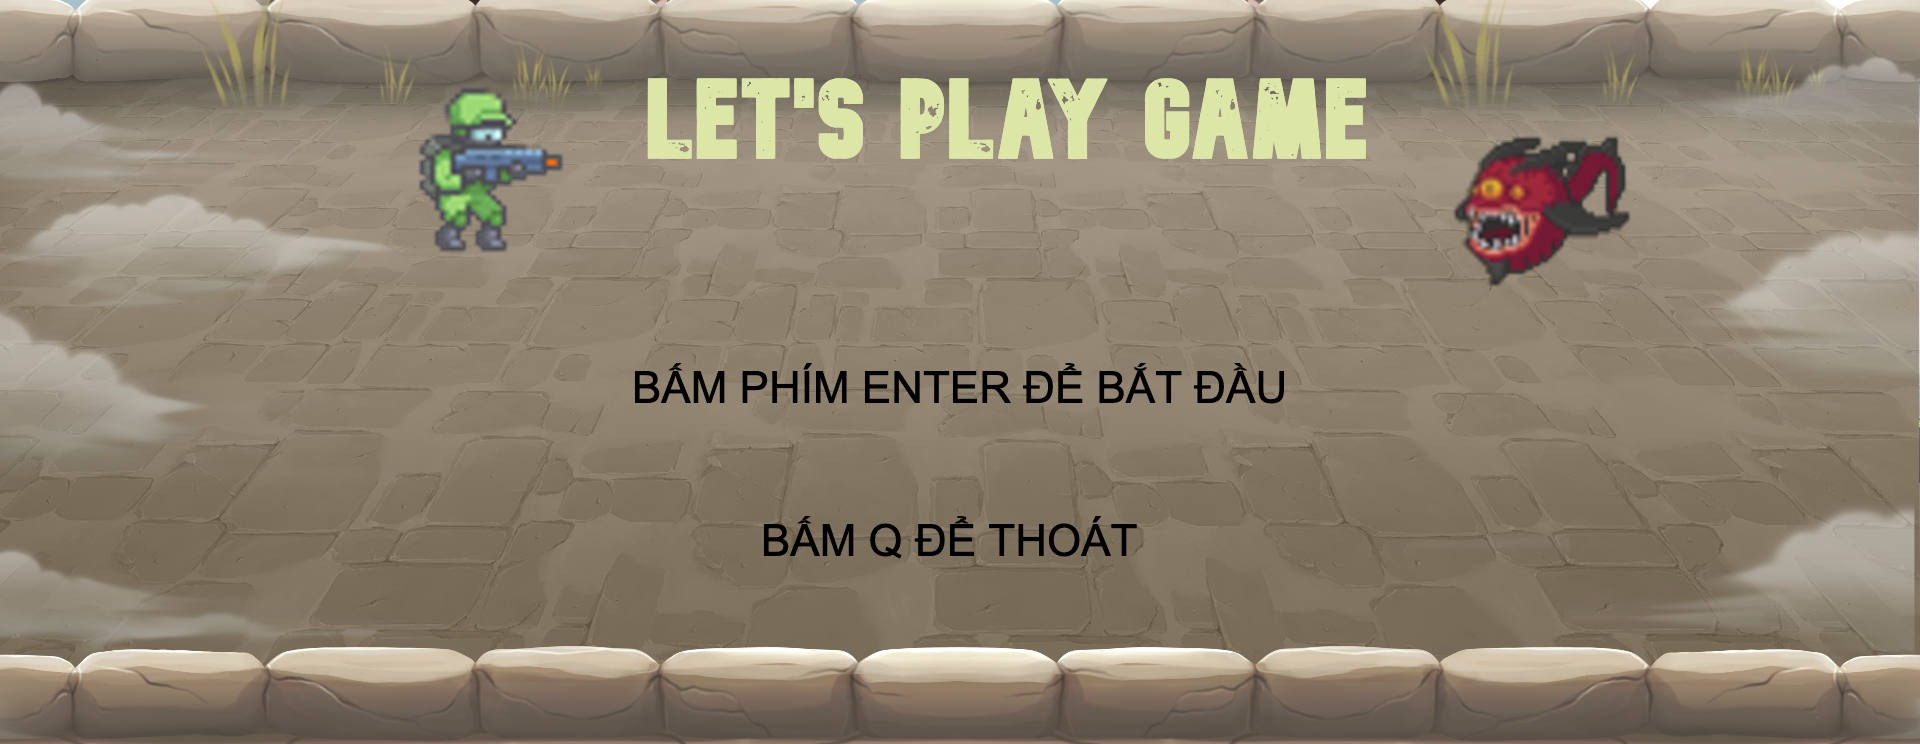 LET'S PLAY GAME
BẤM PHÍM ENTER ĐỂ BẮT ĐẦU
BẤM Q ĐỂ THOÁT